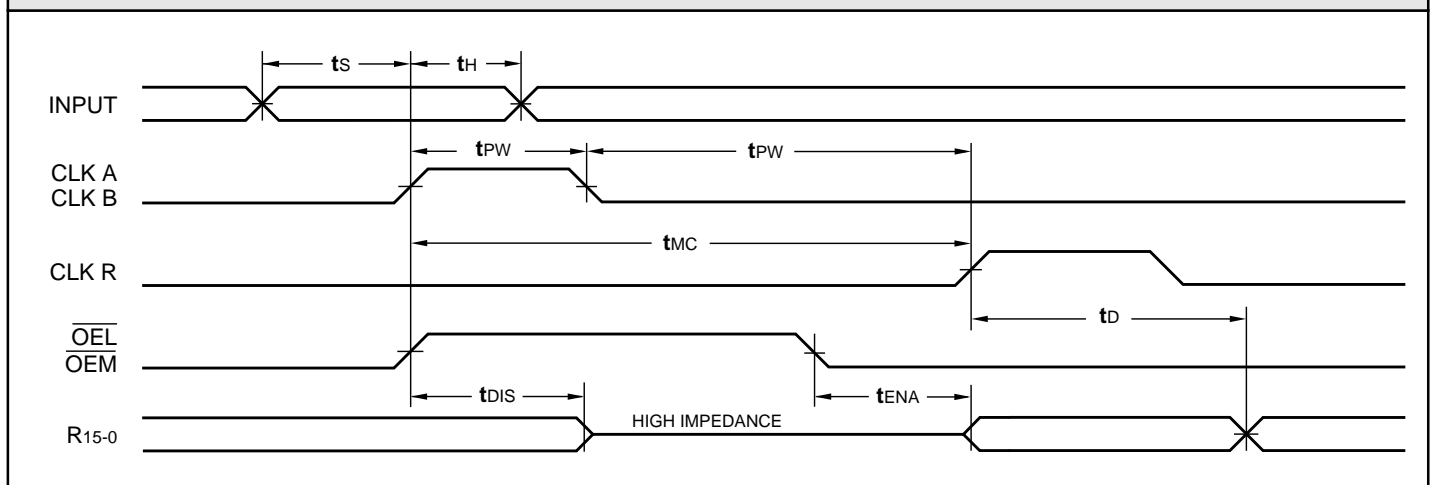 tS tH
INPUT
tPW tPW
CLK A
CLK B
tMC
CLK R
tD
OEL
OEM
tDIS tENA
HIGH IMPEDANCE
R15-0